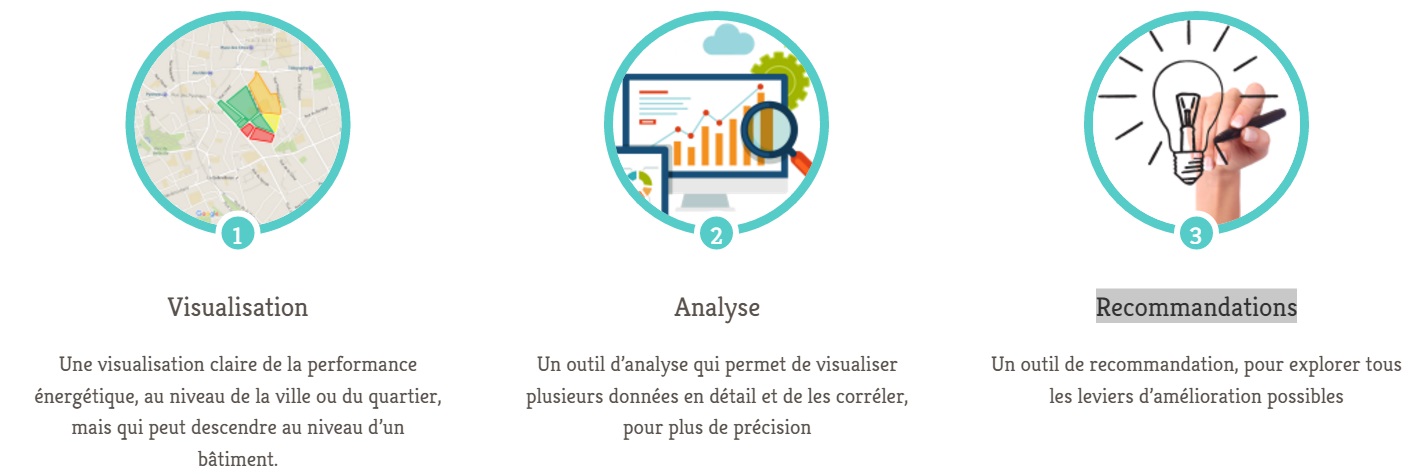 1
2
3
Visualisation
Analyse
Recommandations
Une visualisation claire de la performance
énergétique, au niveau de la ville ou du quartier,
mais qui peut descendre au niveau d’un
bâtiment.
Un outil d’analyse qui permet de visualiser
plusieurs données en détail et de les corréler,
pour plus de précision
Un outil de recommandation, pour explorer tous
les leviers d’amélioration possibles